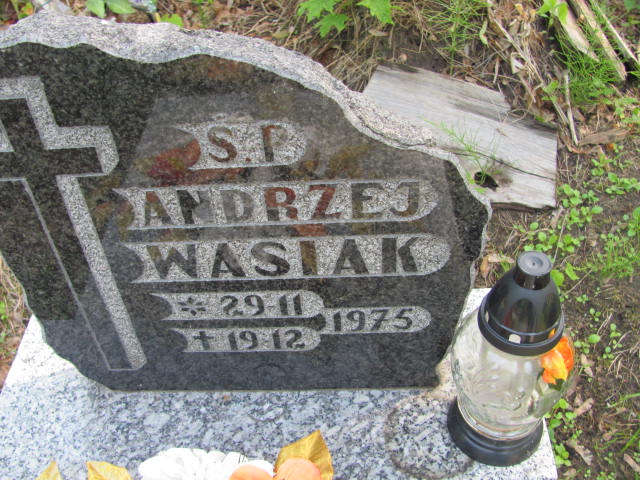 Ś.P.
ANDRZEJ
WASIAK
* 29-11
✝ 19-12 1975